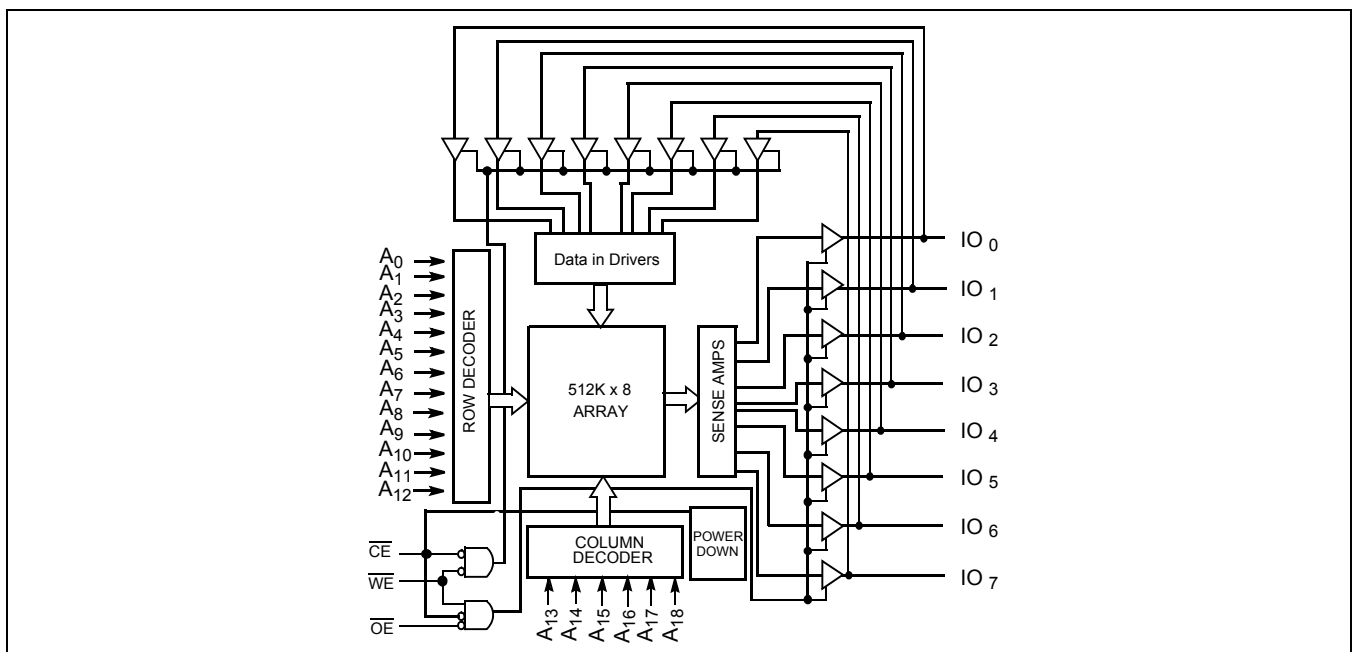 Data in Drivers
A0
A1
A2
A3
A4
A5
A6
A7
A8
A9
A10
A11
A12
ROW DECODER
512K x 8
ARRAY
SENSE AMPS
IO 0
IO 1
IO 2
IO 3
IO 4
IO 5
IO 6
IO 7
CE
WE
OE
COLUMN
DECODER
POWER
DOWN
A13
A14
A15
A16
A17
A18